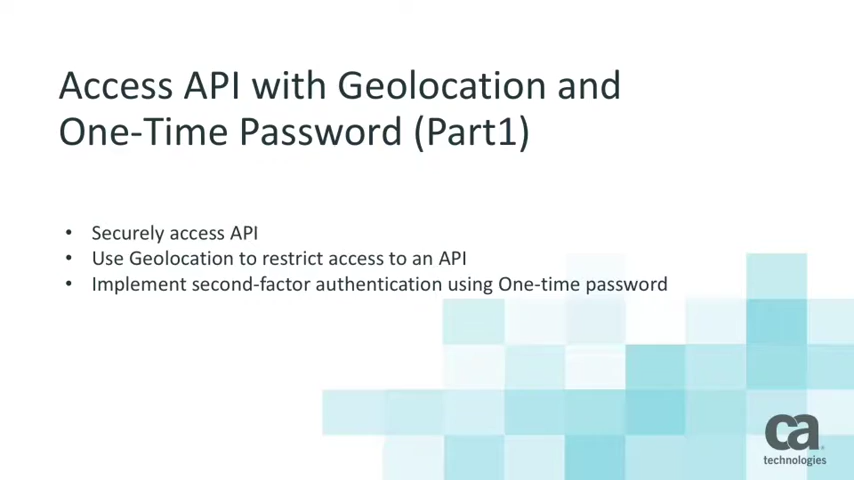 Access API with Geolocation and
One-Time Password (Part1)
• Securely access API
• Use Geolocation to restrict access to an API
• Implement second-factor authentication using One-time password
ca
technologies